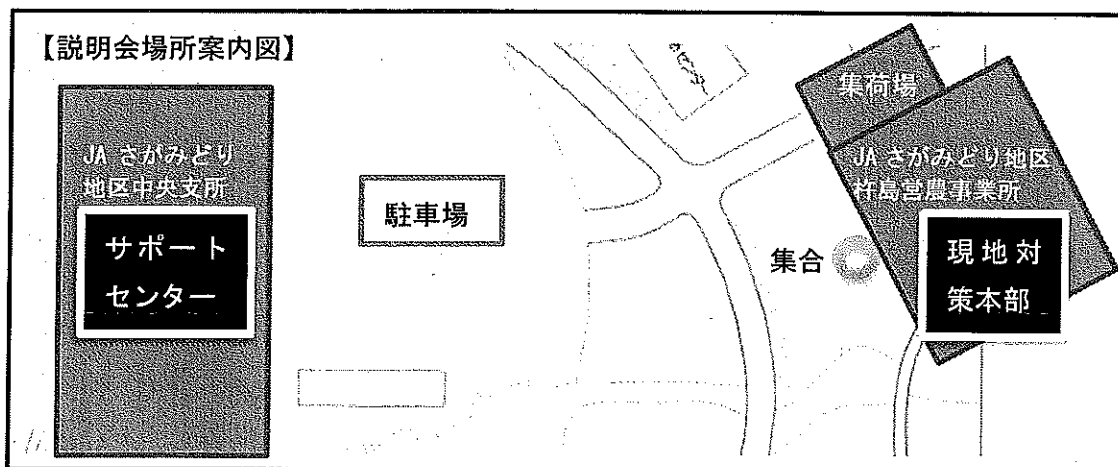 【説明会場所案内図】
JA さがみどり
地区中央支所
サポート
センター
駐車場
集合
集荷場
JA さがみどり地区
杵島営農事業所
現地対
策本部